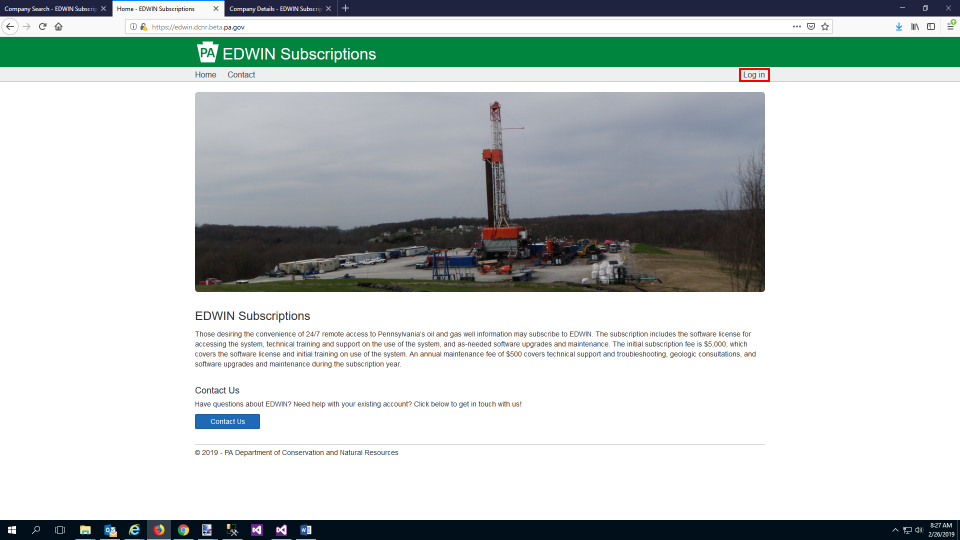 Company Search - EDWIN Subscrip
Home - EDWIN Subscriptions
Company Details - EDWIN Subscrip
https://edwin.dcnr.beta.pa.gov
PA EDWIN Subscriptions
Home Contact Log in
EDWIN Subscriptions
Those desiring the convenience of 24/7 remote access to Pennsylvania's oil and gas well information may subscribe to EDWIN. The subscription includes the software license for
accessing the system, technical training and support on the use of the system, and as-needed software upgrades and maintenance. The initial subscription fee is $5,000, which
covers the software license and initial training on use of the system. An annual maintenance fee of $500 covers technical support and troubleshooting, geologic consultations, and
software upgrades and maintenance during the subscription year.
Contact Us
Have questions about EDWIN? Need help with your existing account? Click below to get in touch with us!
Contact Us
© 2019 - PA Department of Conservation and Natural Resources
8:27 AM
2/26/2019